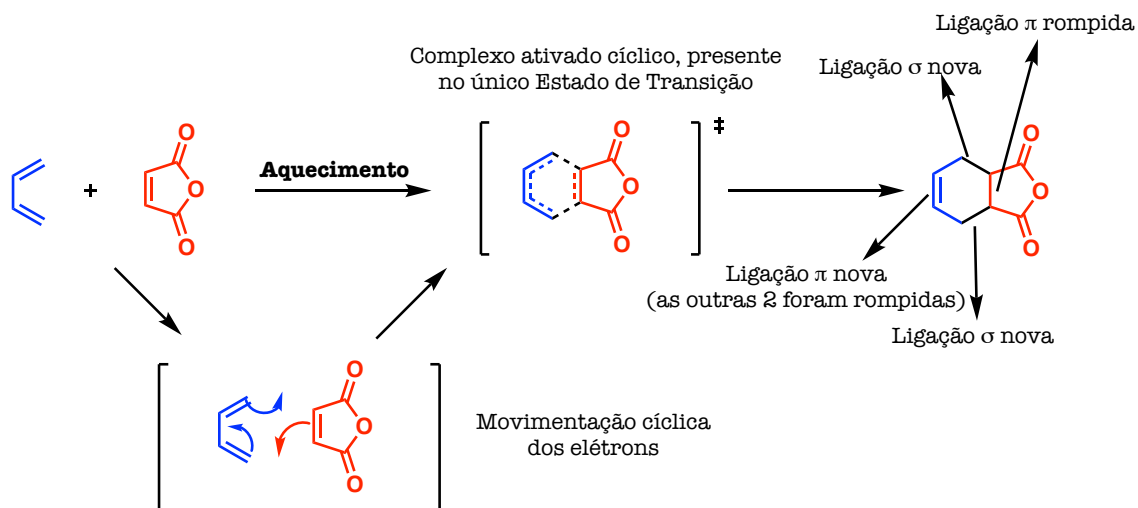 Ligação π rompida
Complexo ativado cíclico, presente
no único Estado de Transição
Ligação σ nova
‡
O
O
O
+
Aquecimento
O
O
O
O
O
O
Ligação π nova
(as outras 2 foram rompidas)
Ligação σ nova
O
O
O
Movimentação cíclica
dos elétrons